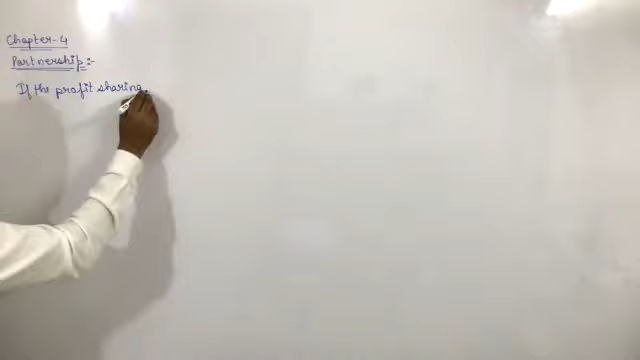 Chapter-4
Partnership:-
If the profit sharing